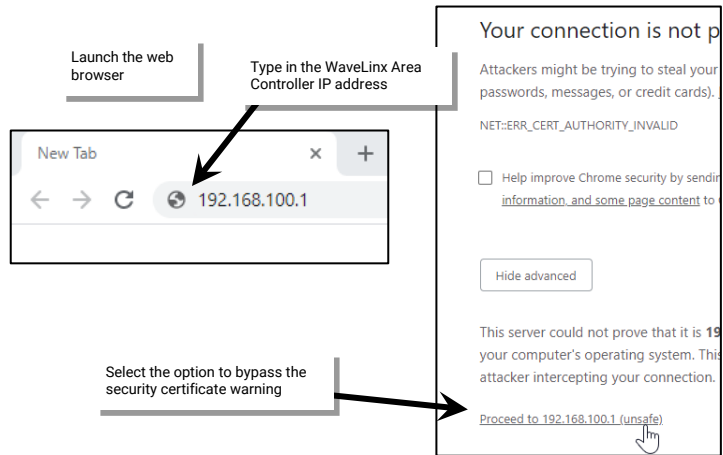 Launch the web
browser
Type in the WaveLinx Area
Controller IP address
New Tab
192.168.100.1
Select the option to bypass the
security certificate warning
Your connection is not p
Attackers might be trying to steal your
passwords, messages, or credit cards).
NET::ERR_CERT_AUTHORITY_INVALID
Help improve Chrome security by sendin
information, and some page content to
Hide advanced
This server could not prove that it is 19
your computer's operating system. This
attacker intercepting your connection.
Proceed to 192.168.100.1 (unsafe)